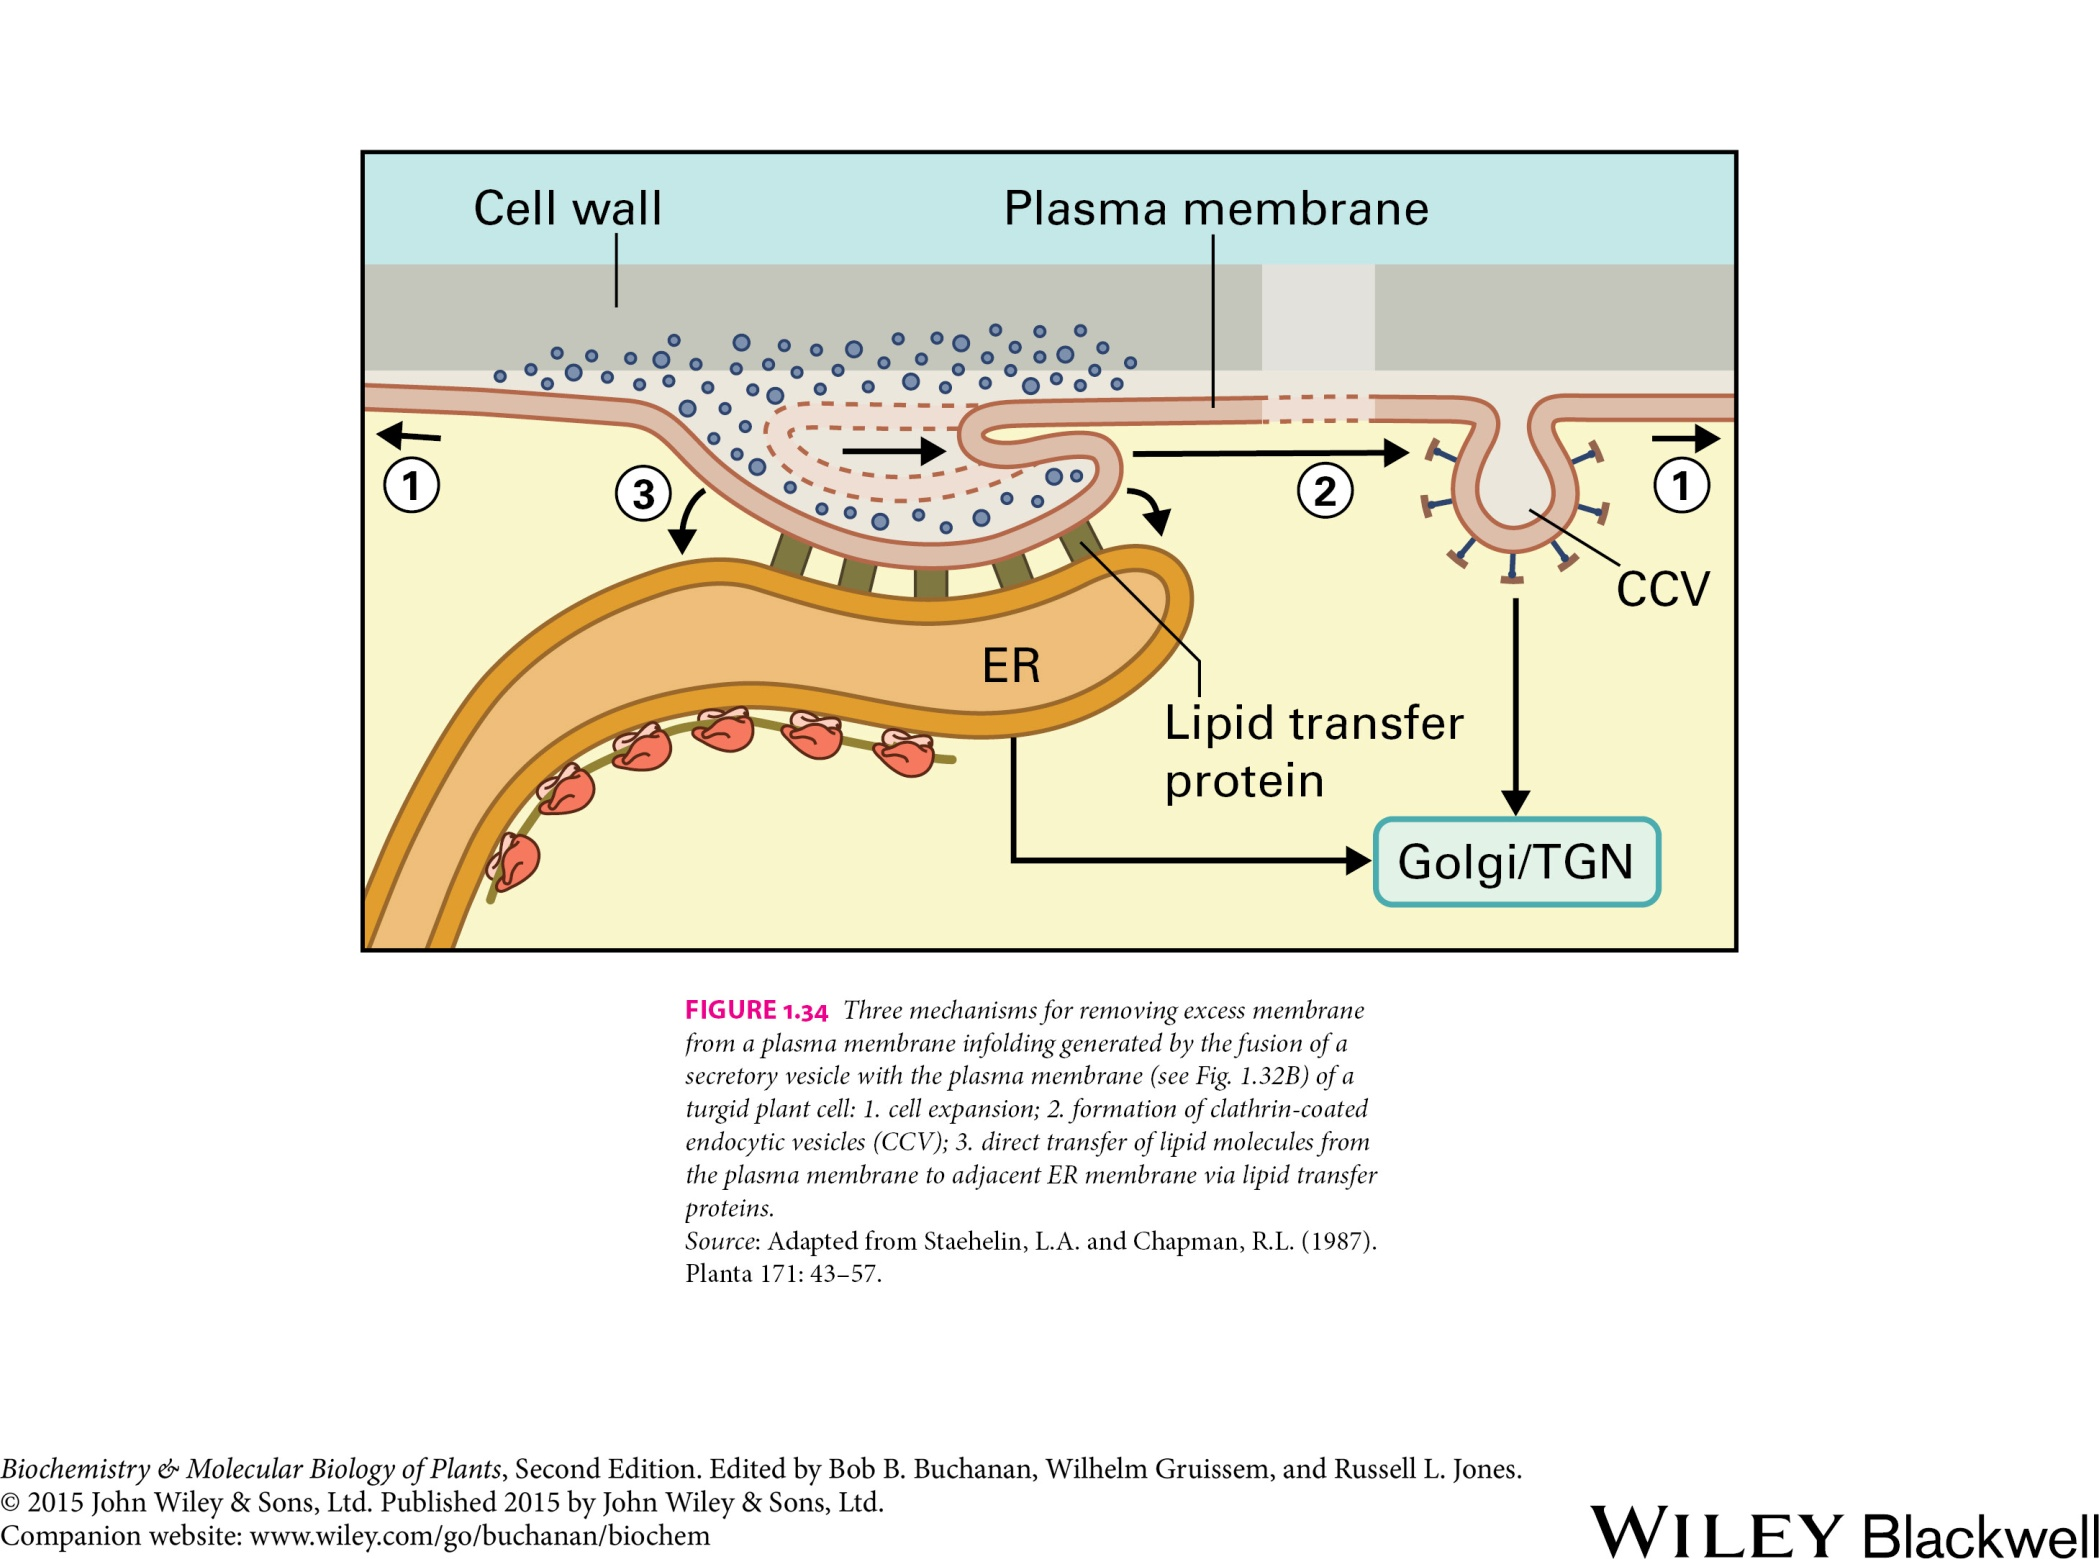 Cell wall
Plasma membrane
1
3
2
1
CCV
ER
Lipid transfer
protein
Golgi/TGN
FIGURE 1.34 Three mechanisms for removing excess membrane
from a plasma membrane infolding generated by the fusion of a
secretory vesicle with the plasma membrane (see Fig. 1.32B) of a
turgid plant cell: 1. cell expansion; 2. formation of clathrin-coated
endocytic vesicles (CCV); 3. direct transfer of lipid molecules from
the plasma membrane to adjacent ER membrane via lipid transfer
proteins.
Source: Adapted from Staehelin, L.A. and Chapman, R.L. (1987).
Planta 171: 43–57.
Biochemistry & Molecular Biology of Plants, Second Edition. Edited by Bob B. Buchanan, Wilhelm Gruissem, and Russell L. Jones.
© 2015 John Wiley & Sons, Ltd. Published 2015 by John Wiley & Sons, Ltd.
Companion website: www.wiley.com/go/buchanan/biochem
WILEY Blackwell